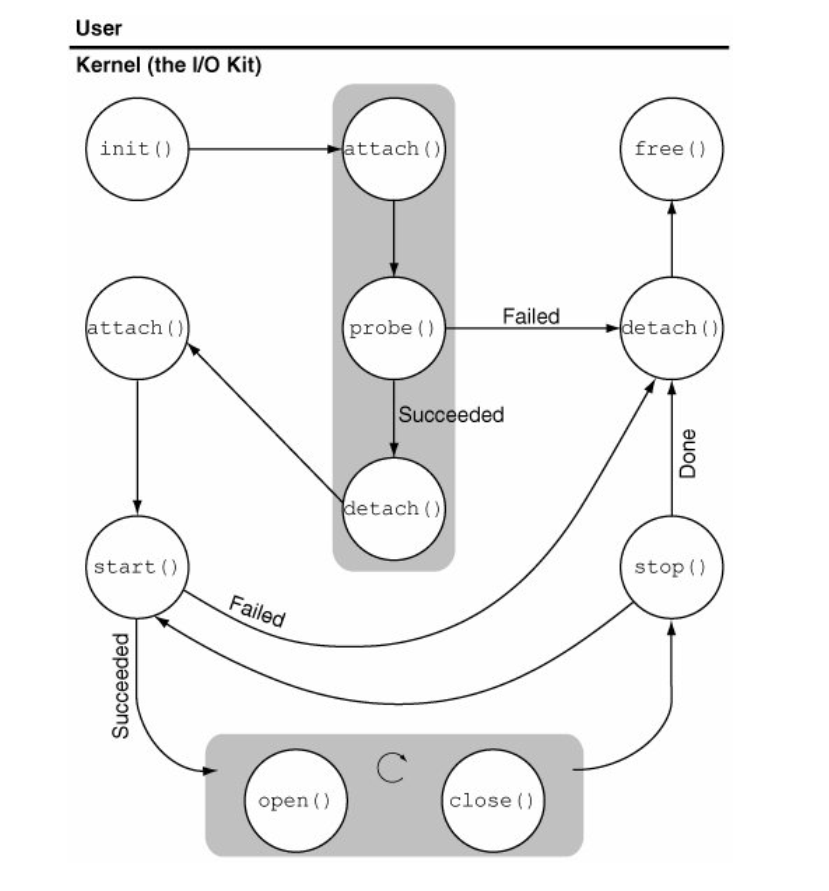 User
Kernel (the I/O Kit)
init()
attach()
free()
attach()
probe()
Failed
detach()
Succeeded
detach()
Done
start()
Failed
stop()
Succeeded
open()
close()